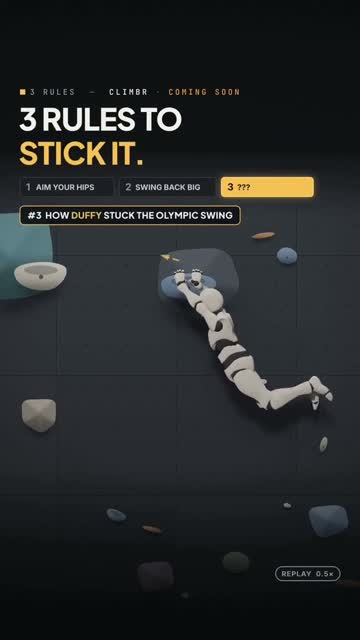 3 RULES — CLIMBR · COMING SOON
3 RULES TO
STICK IT.
1 AIM YOUR HIPS 2 SWING BACK BIG 3 ???
#3 HOW DUFFY STUCK THE OLYMPIC SWING
REPLAY 0.5×